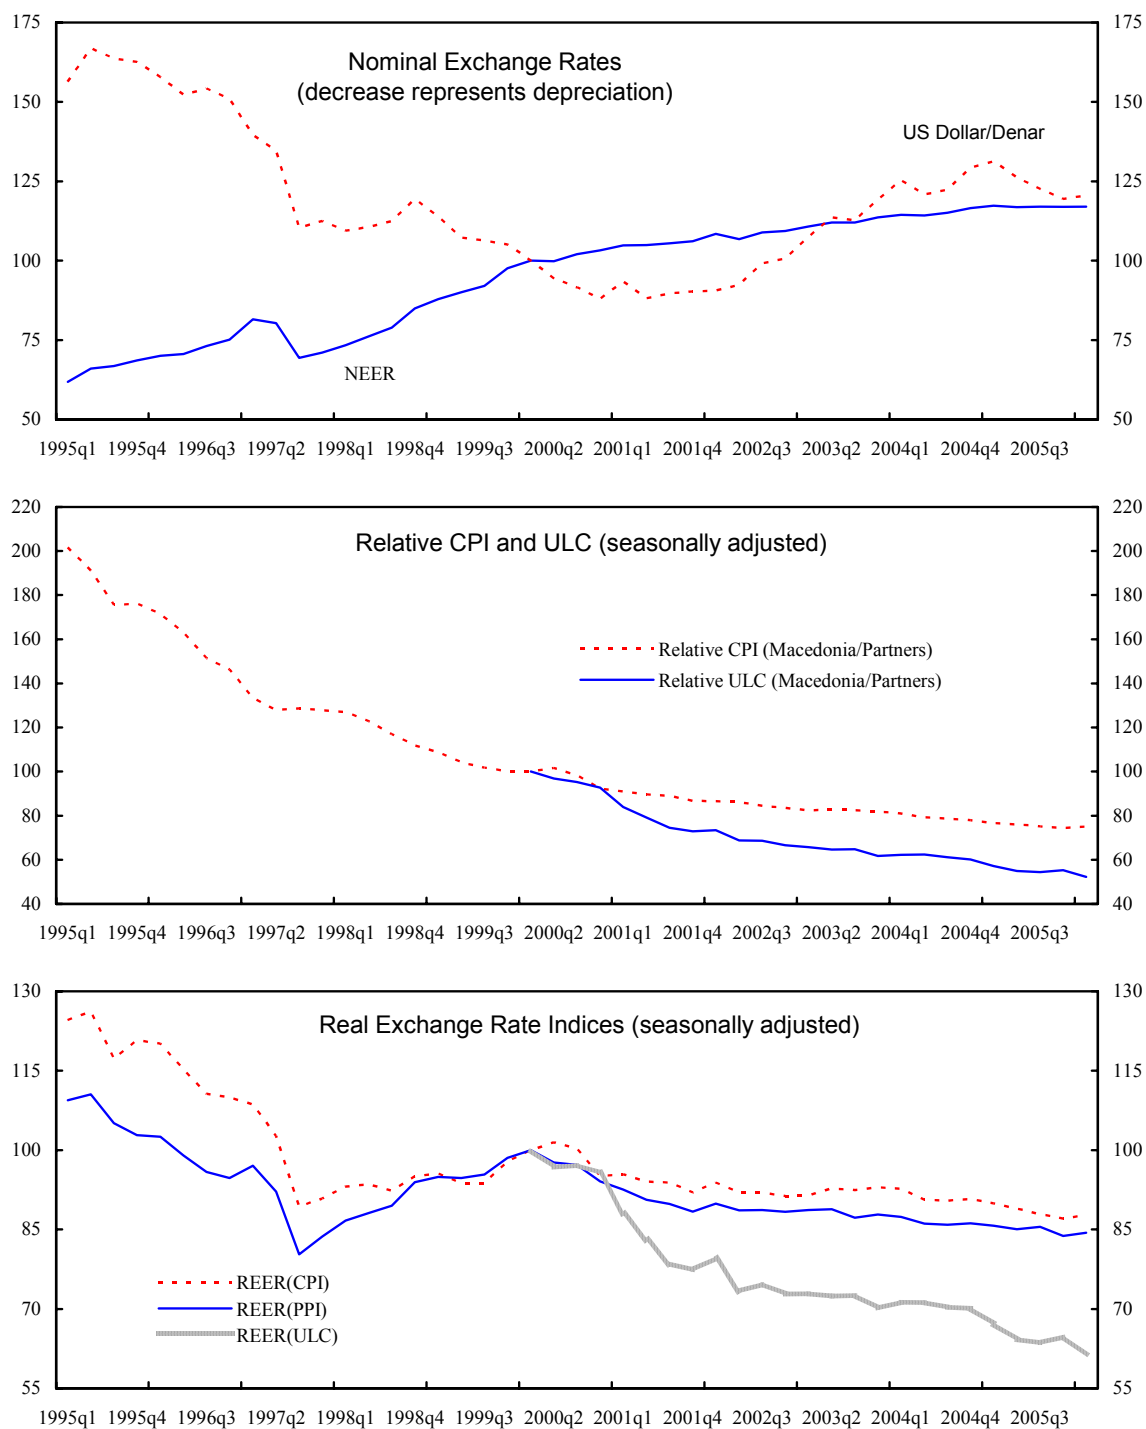 175 175
Nominal Exchange Rates
(decrease represents depreciation)
150 150
US Dollar/Denar
125 125
100 100
75 75
NEER
50 50
1995q1 1995q4 1996q3 1997q2 1998q1 1998q4 1999q3 2000q2 2001q1 2001q4 2002q3 2003q2 2004q1 2004q4 2005q3
220 220
Relative CPI and ULC (seasonally adjusted)
200 200
180 180
160 160
Relative CPI (Macedonia/Partners)
Relative ULC (Macedonia/Partners)
140 140
120 120
100 100
80 80
60 60
40 40
1995q1 1995q4 1996q3 1997q2 1998q1 1998q4 1999q3 2000q2 2001q1 2001q4 2002q3 2003q2 2004q1 2004q4 2005q3
130 130
Real Exchange Rate Indices (seasonally adjusted)
115 115
100 100
85 85
REER(CPI)
REER(PPI)
70 70
REER(ULC)
55 55
1995q1 1995q4 1996q3 1997q2 1998q1 1998q4 1999q3 2000q2 2001q1 2001q4 2002q3 2003q2 2004q1 2004q4 2005q3